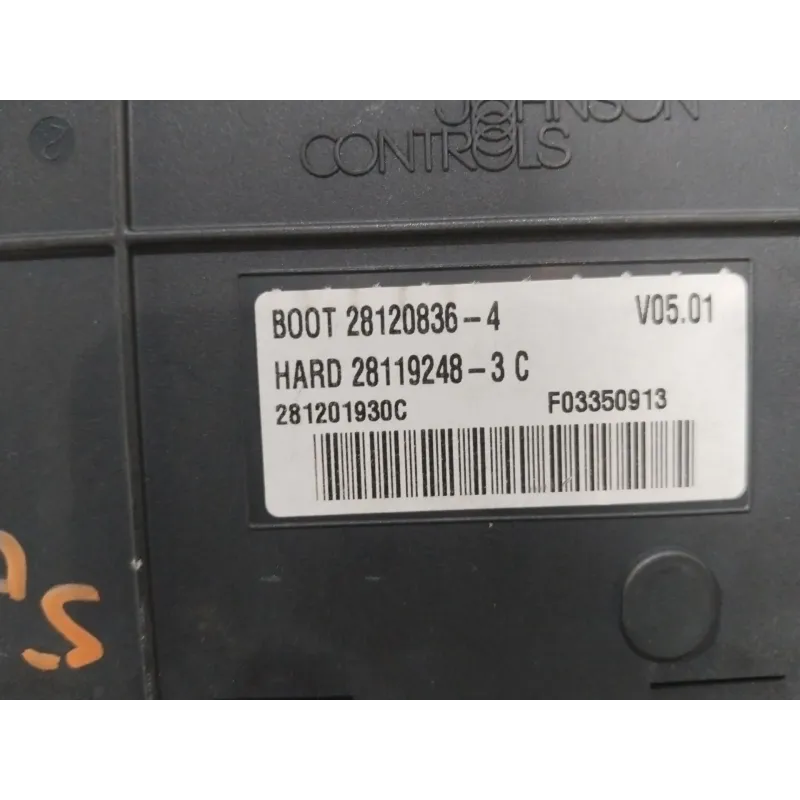 JOHNSON
CONTROLS
BOOT 28120836-4 V05.01
HARD 28119248-3 C
281201930C F03350913